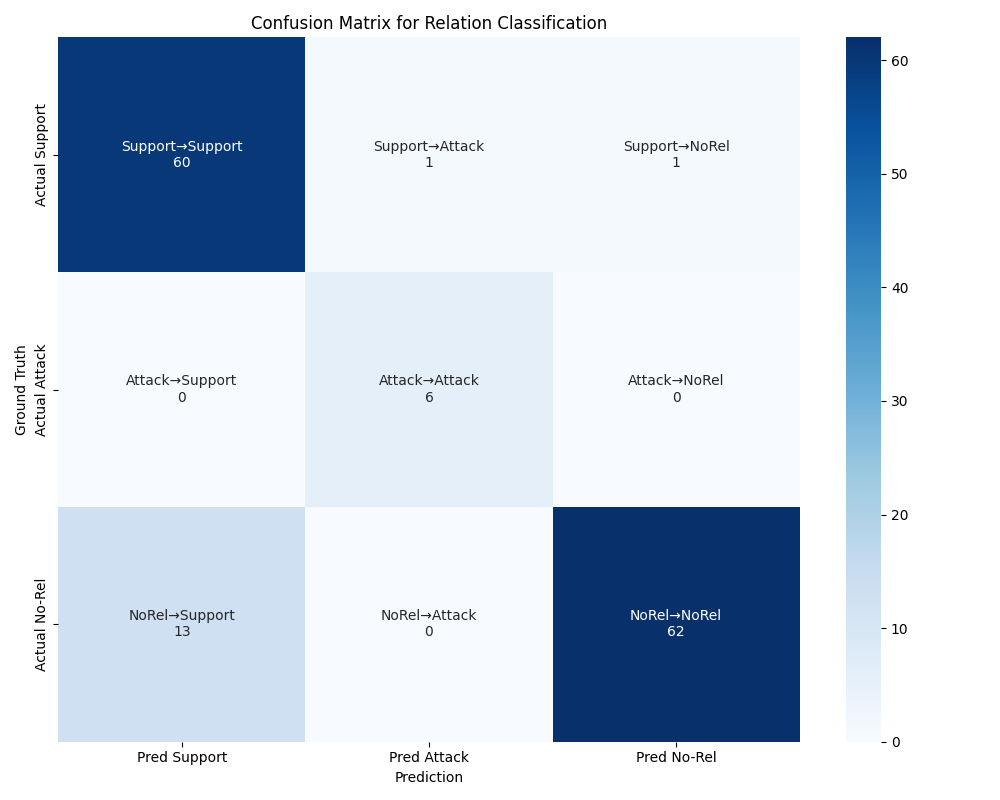 Confusion Matrix for Relation Classification
Ground Truth
Actual Support
Support→Support
60
Support→Attack
1
Support→NoRel
1
Actual Attack
Attack→Support
0
Attack→Attack
6
Attack→NoRel
0
Actual No-Rel
NoRel→Support
13
NoRel→Attack
0
NoRel→NoRel
62
Pred Support
Pred Attack
Pred No-Rel
Prediction
60
50
40
30
20
10
0